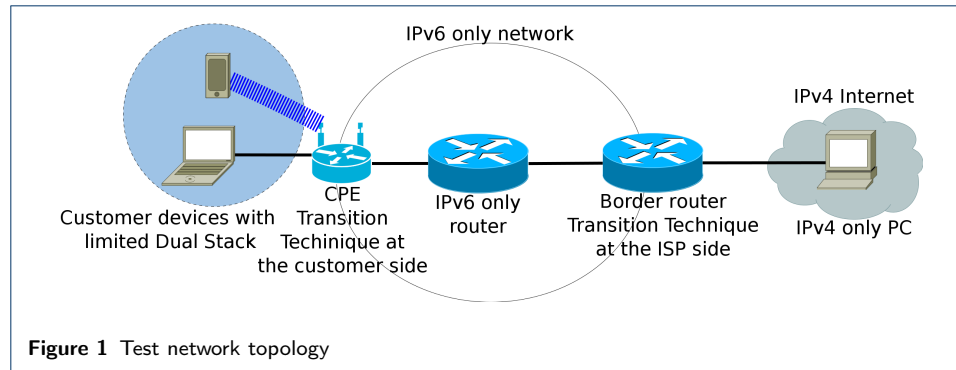 IPv6 only network
IPv4 Internet
Customer devices with
limited Dual Stack
CPE
Transition
Techinique at
the customer side
IPv6 only
router
Border router
Transition Technique
at the ISP side
IPv4 only PC
Figure 1 Test network topology